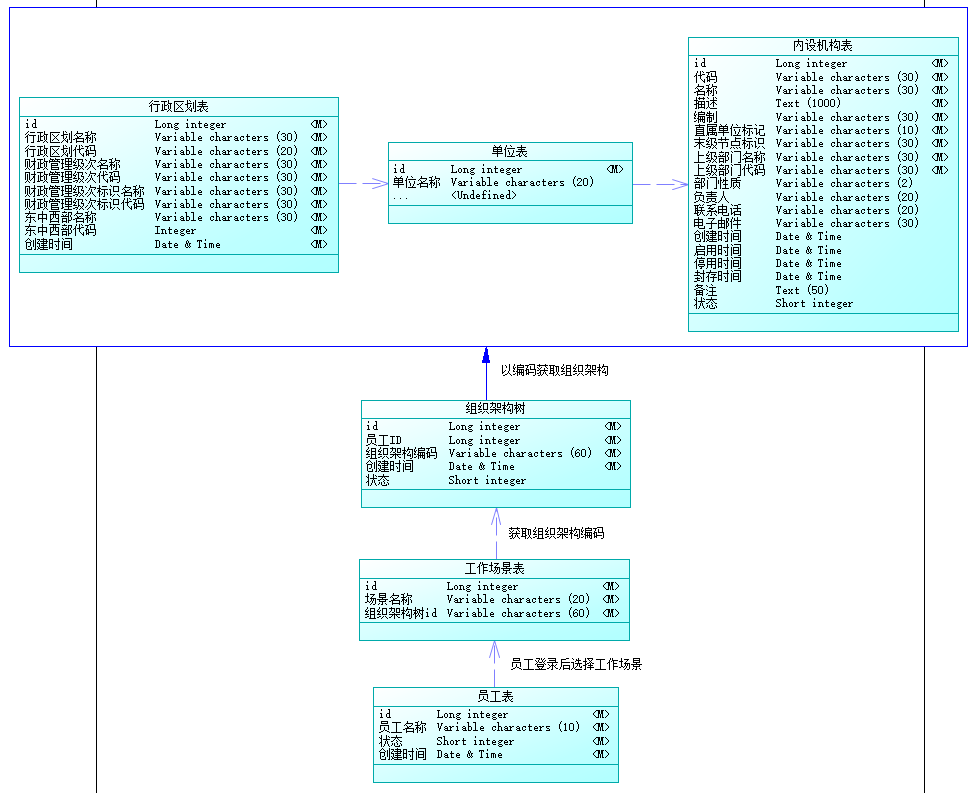 行政区划表
id Long integer <M>
行政区划名称 Variable characters (30) <M>
行政区划代码 Variable characters (20) <M>
财政管理级次名称 Variable characters (30) <M>
财政管理级次代码 Variable characters (30) <M>
财政管理级次标识名称 Variable characters (30) <M>
财政管理级次标识代码 Variable characters (30) <M>
东中西部名称 Variable characters (30) <M>
东中西部代码 Integer <M>
创建时间 Date & Time <M>
单位表
id Long integer <M>
单位名称 Variable characters (20)
... <Undefined>
内设机构表
id Long integer <M>
代码 Variable characters (30) <M>
名称 Variable characters (30) <M>
描述 Text (1000) <M>
编制 Variable characters (30) <M>
直属单位标记 Variable characters (10) <M>
末级节点标识 Variable characters (30) <M>
上级部门名称 Variable characters (30) <M>
上级部门代码 Variable characters (30) <M>
部门性质 Variable characters (2)
负责人 Variable characters (20)
联系电话 Variable characters (20)
电子邮件 Variable characters (30)
创建时间 Date & Time
启用时间 Date & Time
停用时间 Date & Time
封存时间 Date & Time
备注 Text (50)
状态 Short integer
以编码获取组织架构
组织架构树
id Long integer <M>
员工ID Long integer <M>
组织架构编码 Variable characters (60) <M>
创建时间 Date & Time <M>
状态 Short integer
获取组织架构编码
工作场景表
id Long integer <M>
场景名称 Variable characters (20) <M>
组织架构树id Variable characters (60) <M>
员工登录后选择工作场景
员工表
id Long integer <M>
员工名称 Variable characters (10) <M>
状态 Short integer <M>
创建时间 Date & Time <M>